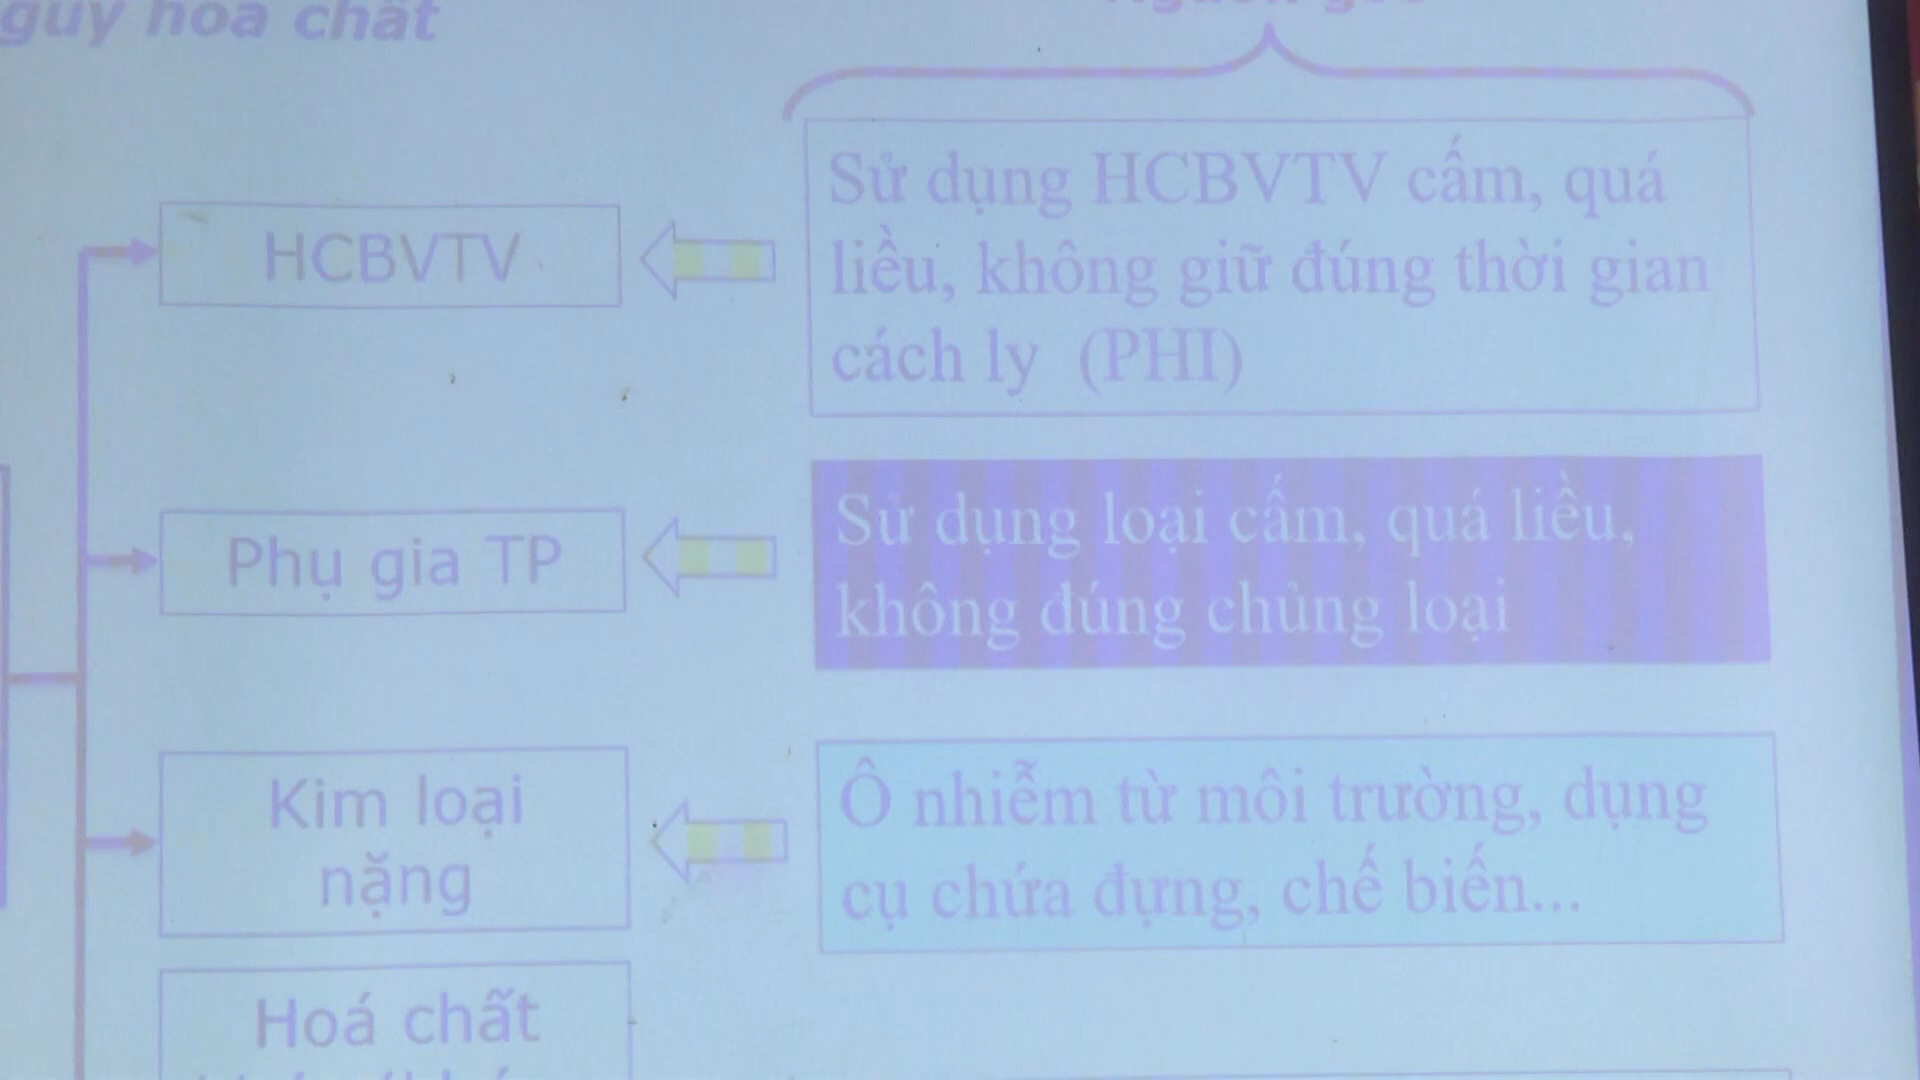 guy hoá chất
HCBVTV
Sử dụng HCBVTV cấm, quá
liều, không giữ đúng thời gian
cách ly (PHI)
Phụ gia TP
Sử dụng loại cấm, quá liều,
không đúng chủng loại
Kim loại
nặng
Ô nhiễm từ môi trường, dụng
cụ chứa đựng, chế biến...
Hoá chất